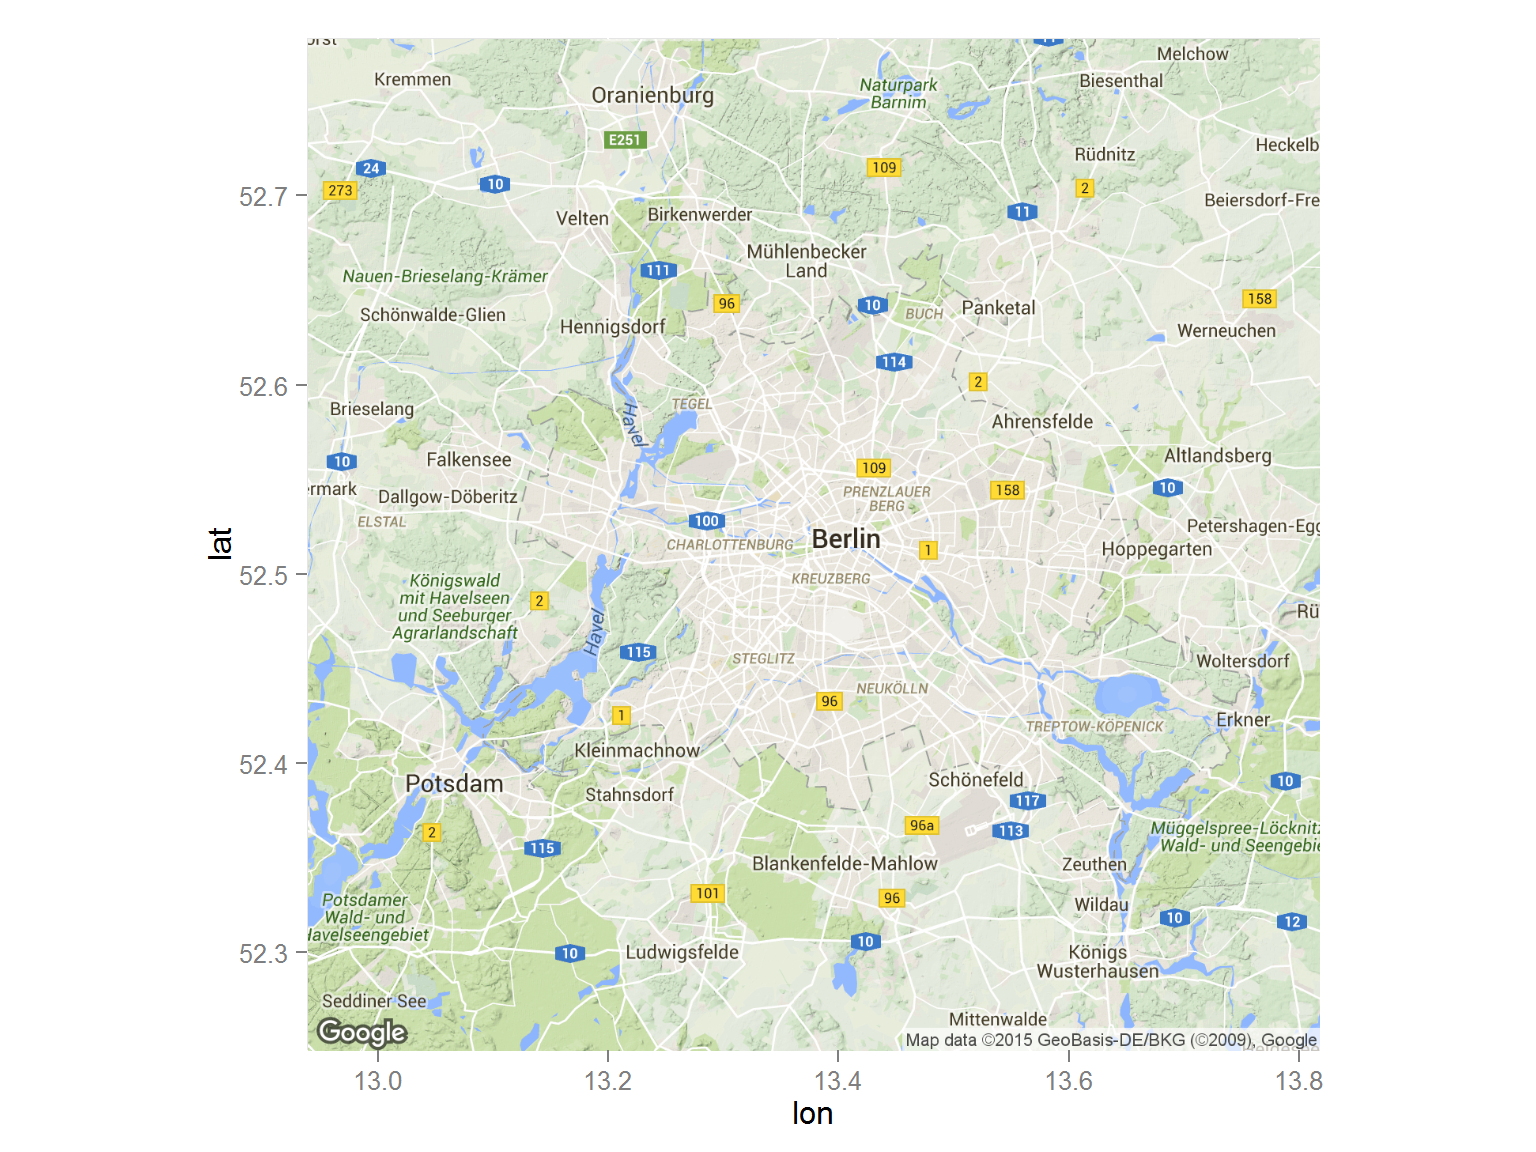 orst
11
Melchow
Kremmen
Biesenthal
Oranienburg
Naturpark
Barnim
E251
Heckelb
Rüdnitz
24
109
10
273
2
Beiersdorf-Fre
11
Velten
Birkenwerder
52.7
Mühlenbecker
Land
111
Nauen-Brieselang-Krämer
158
96
10
Panketal
BUCH
Schönwalde-Glien
Hennigsdorf
Werneuchen
114
2
52.6
TEGEL
Brieselang
Havel
Ahrensfelde
Altlandsberg
Falkensee
10
109
10
158
ermark
Dallgow-Döberitz
PRENZLAUER
BERG
ELSTAL
100
Petershagen-Egg
Berlin
CHARLOTTENBURG
1
Hoppegarten
lat
52.5
KREUZBERG
Königswald
mit Havelseen
und Seeburger
Agrarlandschaft
2
Rü
Havel
115
STEGLITZ
Woltersdorf
NEUKÖLLN
96
1
Erkner
TREPTOW-KÖPENICK
Kleinmachnow
52.4
Potsdam
Schönefeld
10
Stahnsdorf
117
96a
113
Müggelspree-Löcknitz
Wald- und Seengebie
2
115
Blankenfelde-Mahlow
Zeuthen
101
96
Potsdamer
Wald- und
Havelseengebiet
Wildau
10
12
10
10
Ludwigsfelde
52.3
Königs
Wusterhausen
Seddiner See
Mittenwalde
Google
Map data ©2015 GeoBasis-DE/BKG (©2009), Google
13.0
13.2
13.4
13.6
13.8
lon